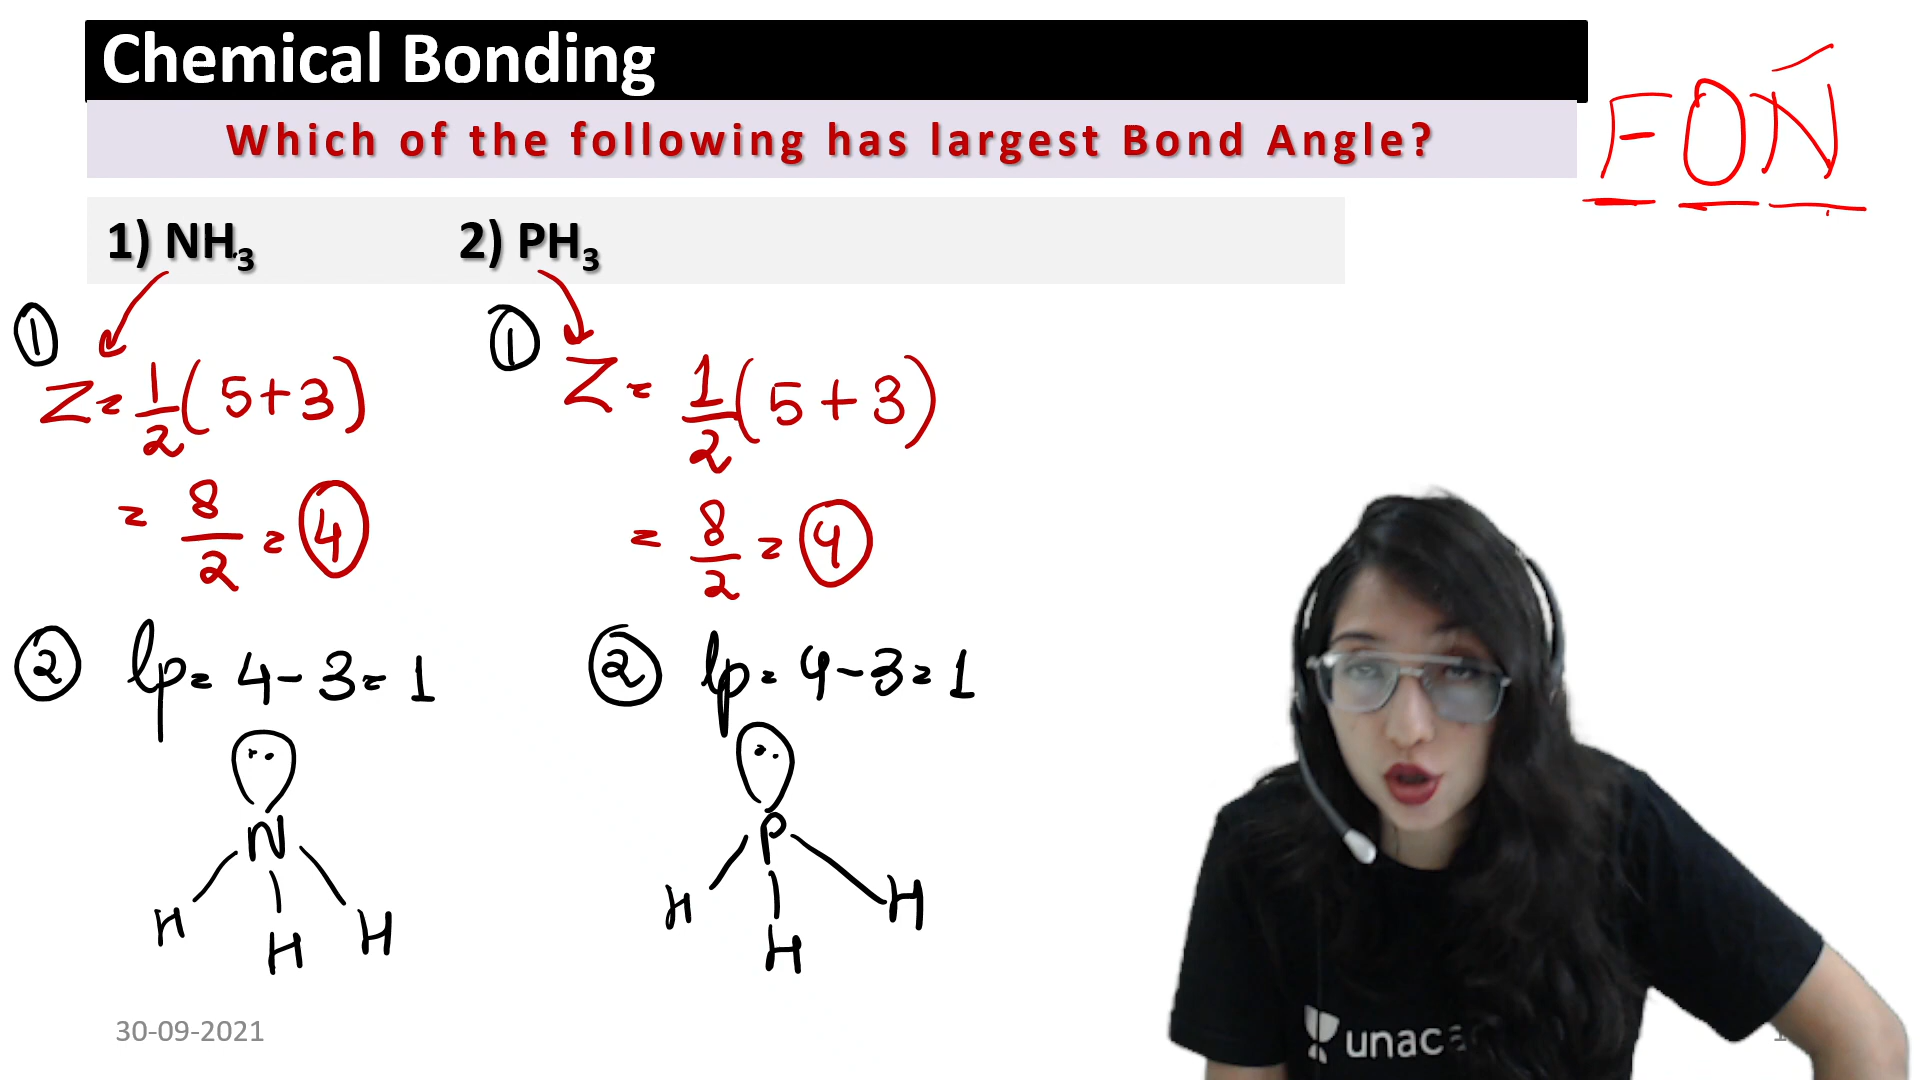 Chemical Bonding
Which of the following has largest Bond Angle?
FON
1) NH3 2) PH3
1 Z = 1/2 (5+3)
= 8/2 = 4
2 lp = 4-3 = 1
N
H H H
1 Z = 1/2 (5+3)
= 8/2 = 4
2 lp = 4-3 = 1
P
H H H
30-09-2021
unac